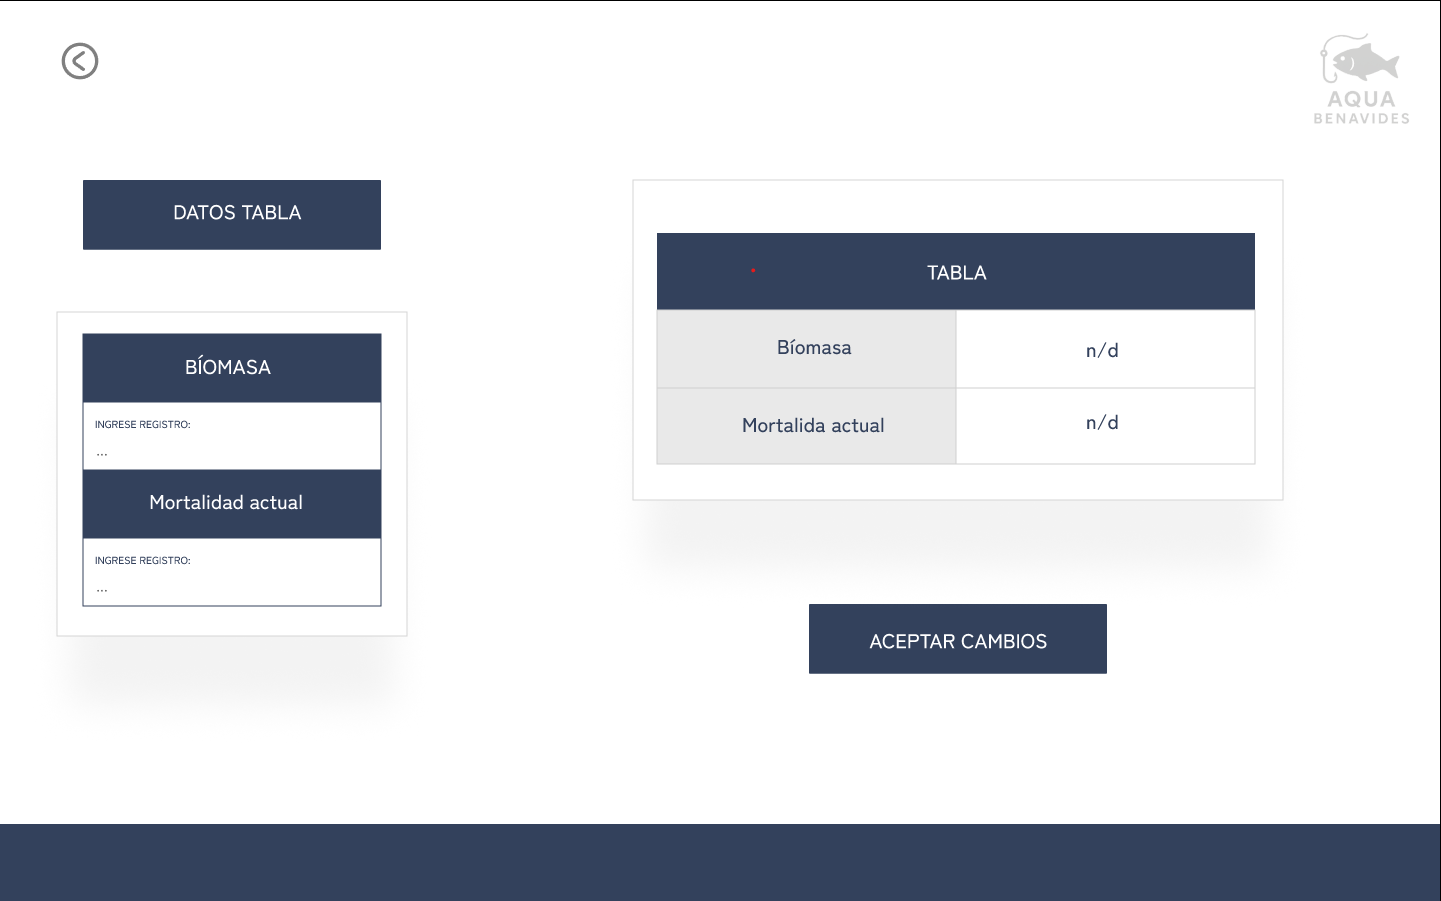 AQUA
BENAVIDES
DATOS TABLA
BÍOMASA
INGRESE REGISTRO:
...
Mortalidad actual
INGRESE REGISTRO:
...
TABLA
Bíomasa
n/d
Mortalida actual
n/d
ACEPTAR CAMBIOS